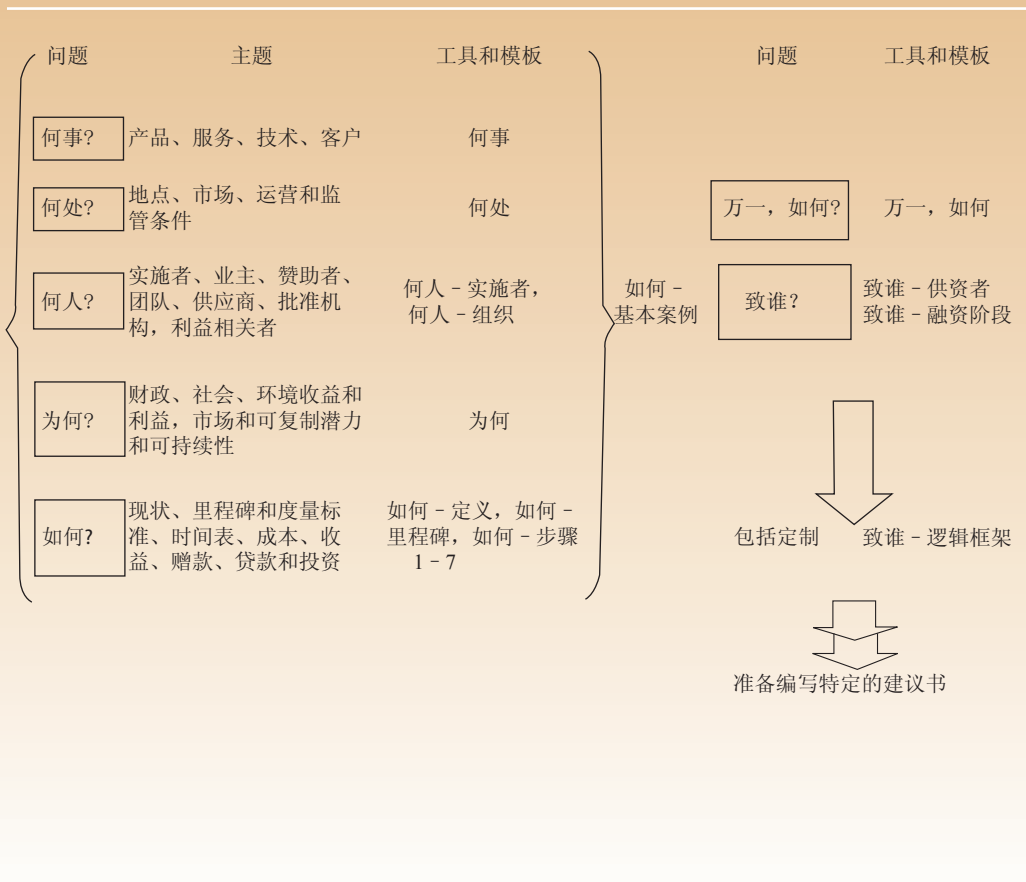 问题 主题 工具和模板
何事? 产品、服务、技术、客户 何事
何处? 地点、市场、运营和监
管条件
何处
何人? 实施者、业主、赞助者、
团队、供应商、批准机
构，利益相关者
何人–实施者，
何人–组织
为何? 财政、社会、环境收益和
利益，市场和可复制潜力
和可持续性
为何
如何? 现状、里程碑和度量标
准、时间表、成本、收
益、赠款、贷款和投资
如何–定义，如何–
里程碑，如何–步骤
1–7
如何–
基本案例
问题 工具和模板
万一，如何? 万一，如何
致谁？ 致谁–供资者
致谁–融资阶段
包括定制 致谁–逻辑框架
准备编写特定的建议书